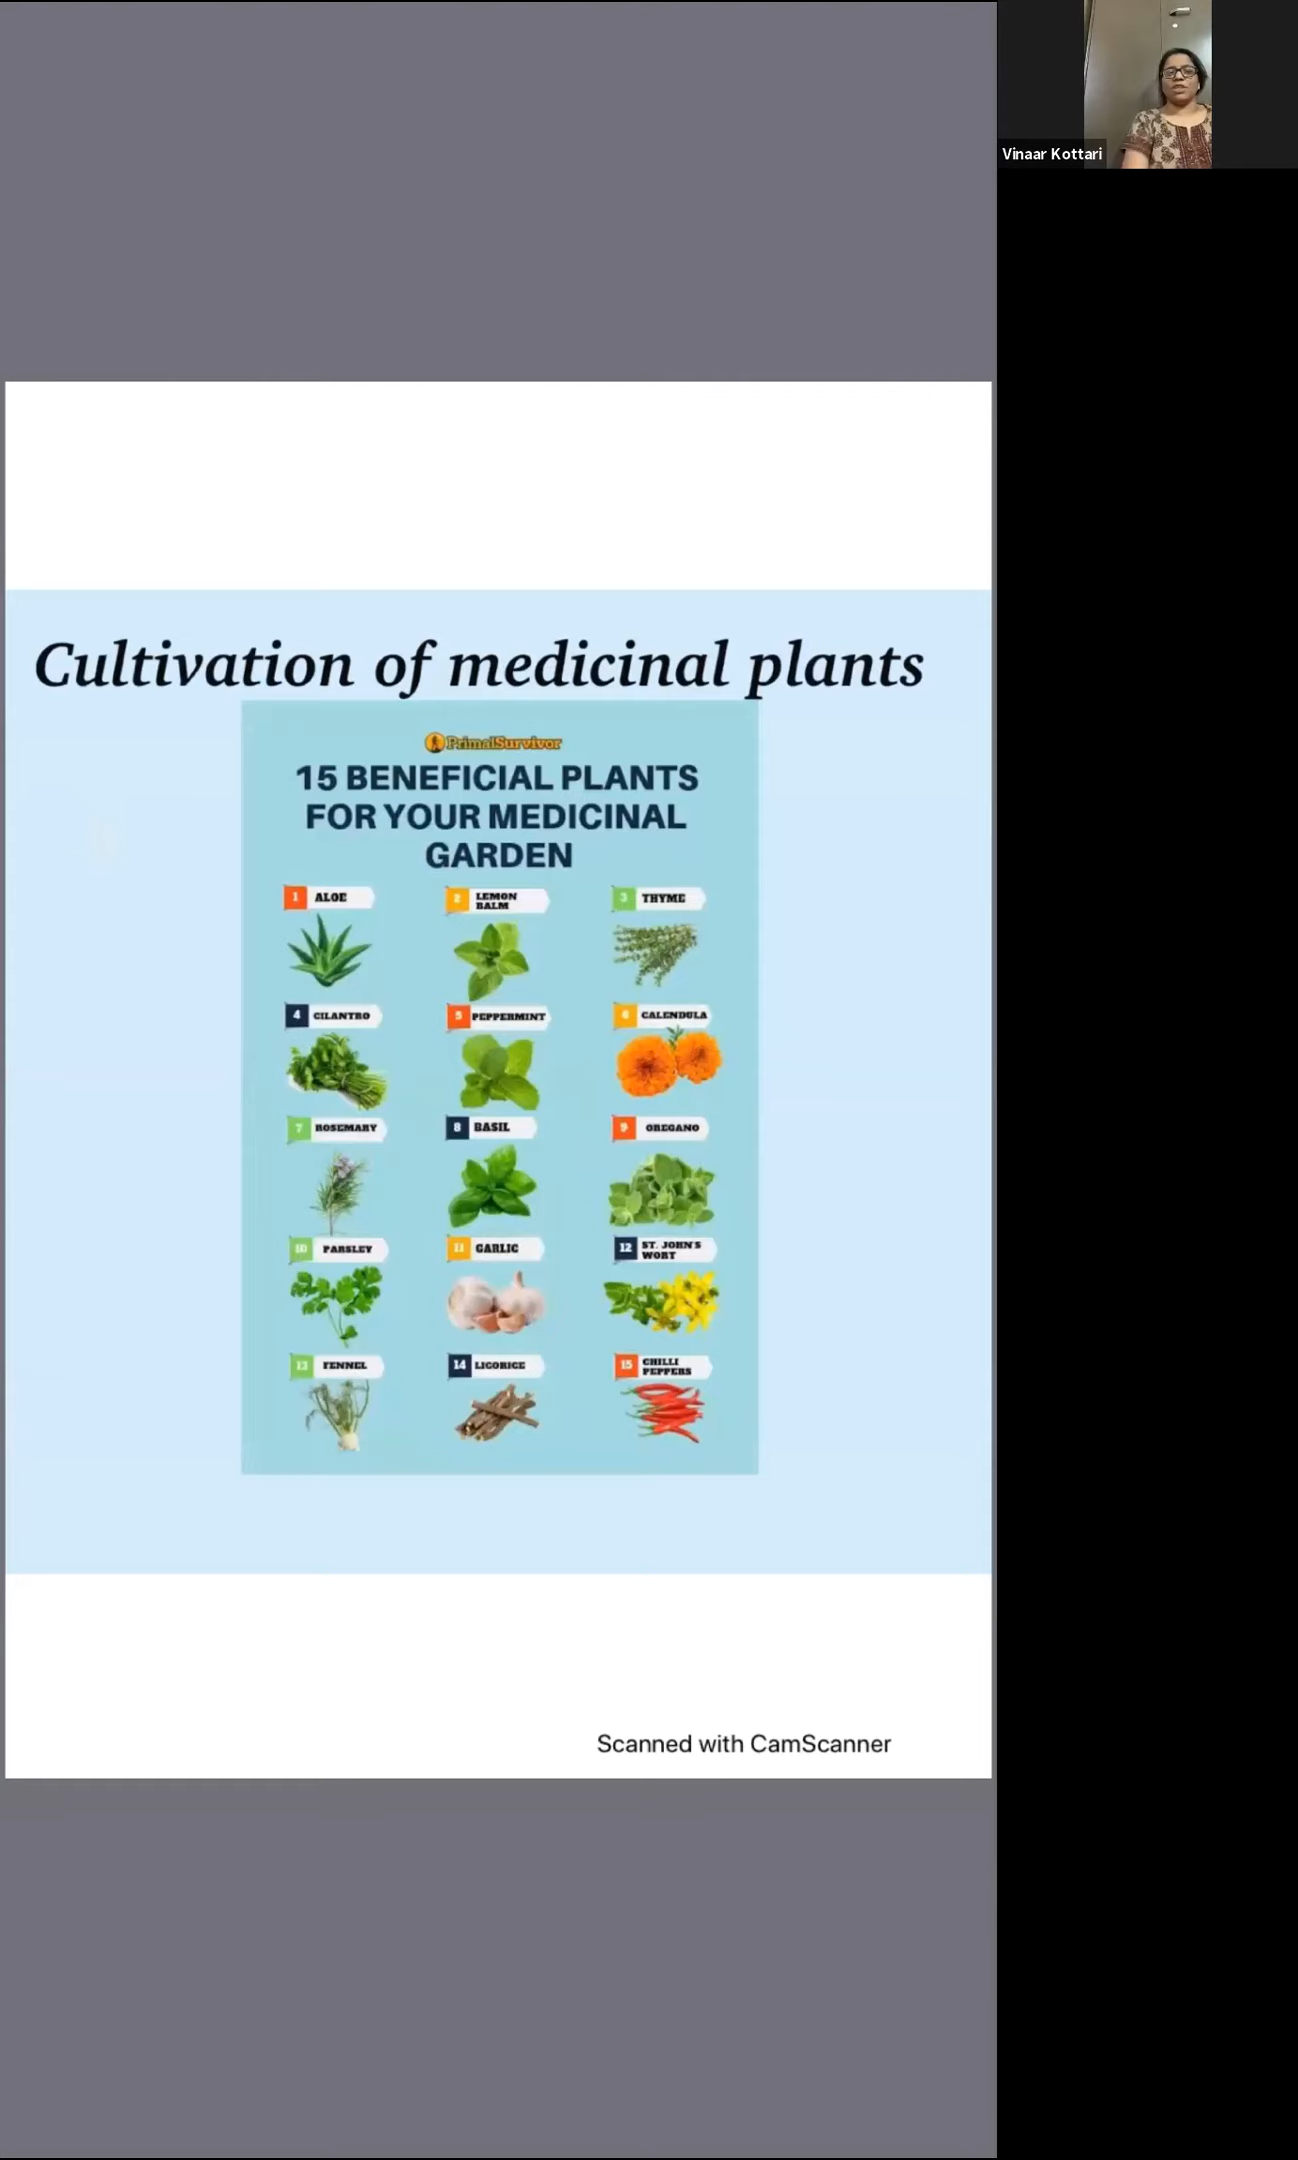 Vinaar Kottari
Cultivation of medicinal plants
PrimalSurvivor
15 BENEFICIAL PLANTS
FOR YOUR MEDICINAL
GARDEN
1 ALOE
2 LEMON
BALM
3 THYME
4 CILANTRO
5 PEPPERMINT
6 CALENDULA
7 ROSEMARY
8 BASIL
9 OREGANO
10 PARSLEY
11 GARLIC
12 ST. JOHN'S
WORT
13 FENNEL
14 LICORICE
15 CHILLI
PEPPERS
Scanned with CamScanner